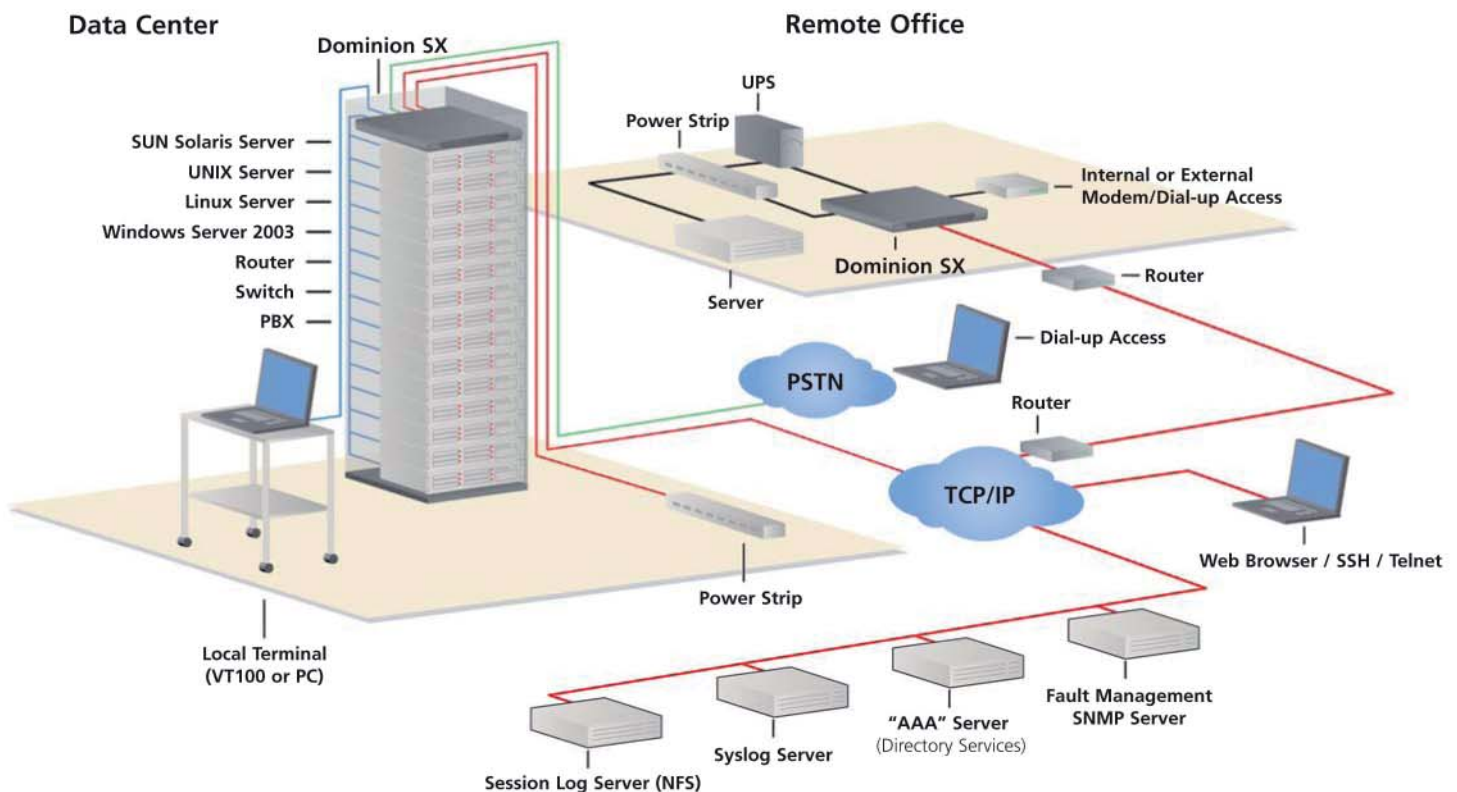 Data Center
Remote Office
Dominion SX
UPS
Power Strip
SUN Solaris Server
UNIX Server
Linux Server
Windows Server 2003
Router
Switch
PBX
Internal or External
Modem/Dial-up Access
Dominion SX
Server
Router
Dial-up Access
PSTN
Router
TCP/IP
Web Browser / SSH / Telnet
Power Strip
Local Terminal
(VT100 or PC)
Fault Management
SNMP Server
"AAA" Server
(Directory Services)
Syslog Server
Session Log Server (NFS)